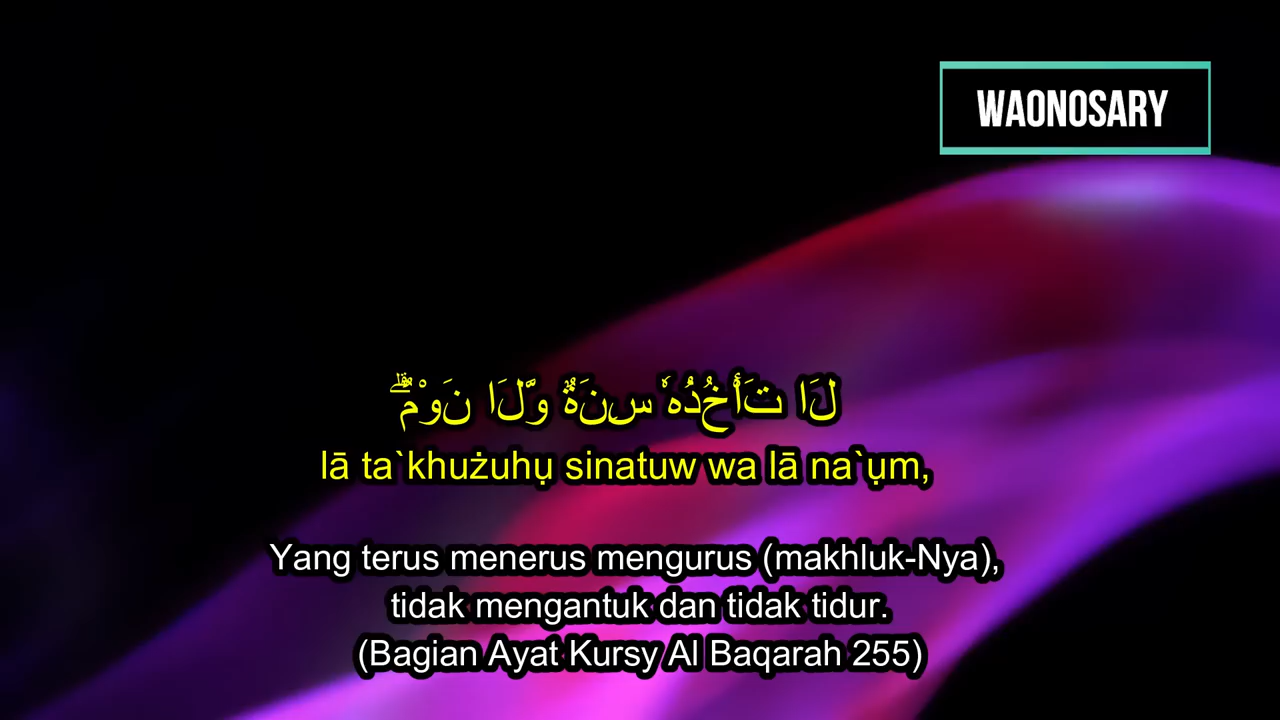 WAONOSARY
لَا تَأْخُذُهٗ سِنَةٌ وَّلَا نَوْمٌۗ
lā ta`khużuhụ sinatuw wa lā na`ụm,
Yang terus menerus mengurus (makhluk-Nya),
tidak mengantuk dan tidak tidur.
(Bagian Ayat Kursy Al Baqarah 255)